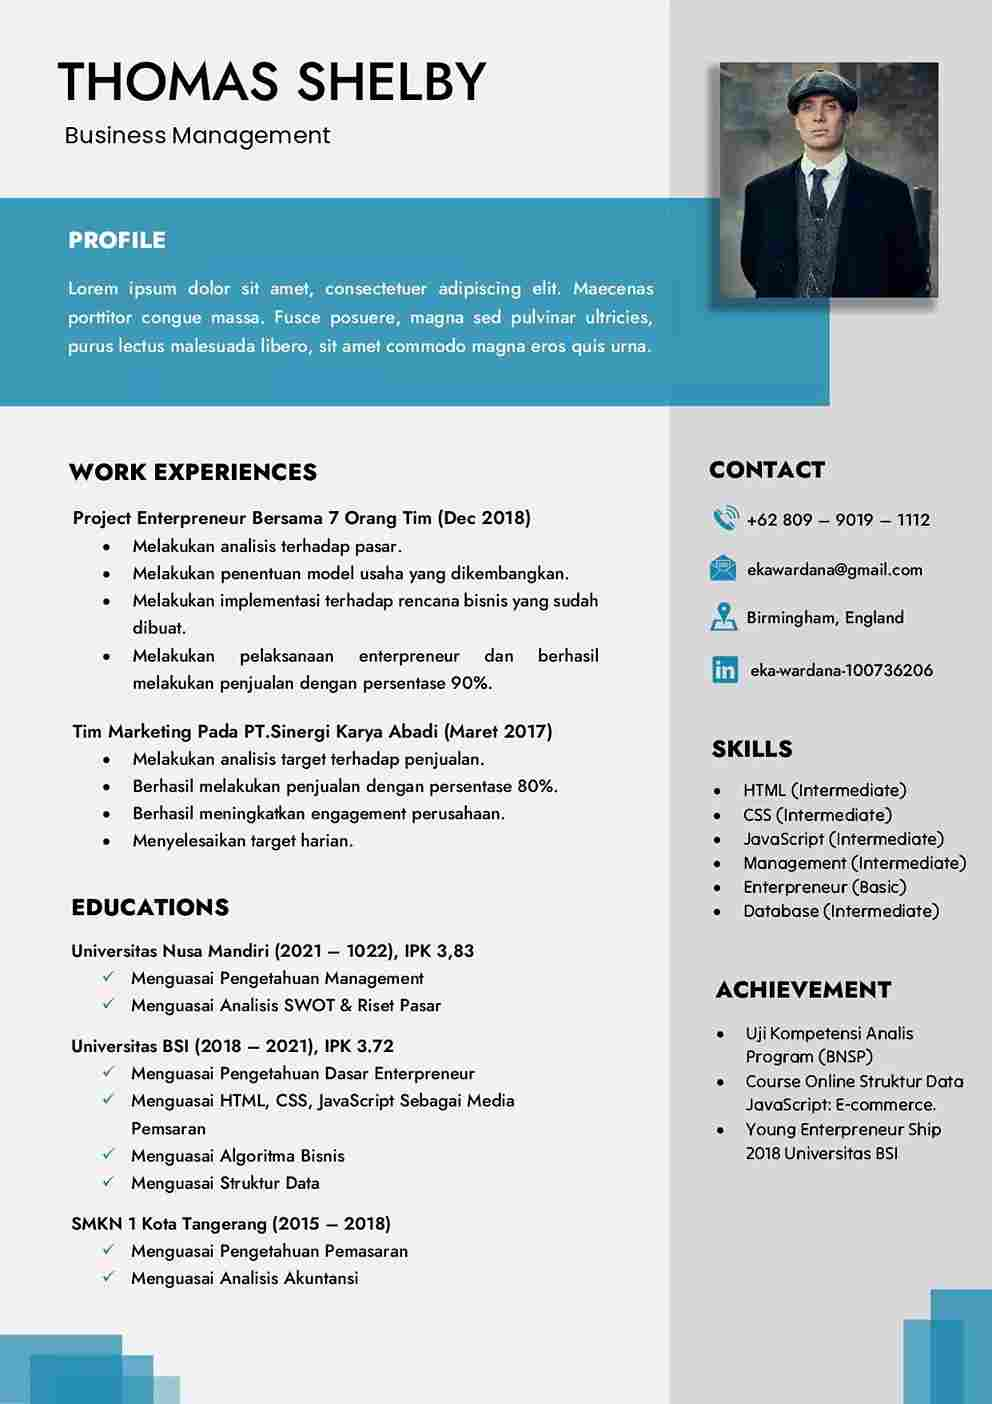 THOMAS SHELBY
Business Management
PROFILE
Lorem ipsum dolor sit amet, consectetuer adipiscing elit. Maecenas
porttitor congue massa. Fusce posuere, magna sed pulvinar ultricies,
purus lectus malesuada libero, sit amet commodo magna eros quis urna.
WORK EXPERIENCES
Project Enterpreneur Bersama 7 Orang Tim (Dec 2018)
• Melakukan analisis terhadap pasar.
• Melakukan penentuan model usaha yang dikembangkan.
• Melakukan implementasi terhadap rencana bisnis yang sudah
dibuat.
• Melakukan pelaksanaan enterpreneur dan berhasil
melakukan penjualan dengan persentase 90%.
Tim Marketing Pada PT.Sinergi Karya Abadi (Maret 2017)
• Melakukan analisis target terhadap penjualan.
• Berhasil melakukan penjualan dengan persentase 80%.
• Berhasil meningkatkan engagement perusahaan.
• Menyelesaikan target harian.
EDUCATIONS
Universitas Nusa Mandiri (2021 – 1022), IPK 3,83
✓ Menguasai Pengetahuan Management
✓ Menguasai Analisis SWOT & Riset Pasar
Universitas BSI (2018 – 2021), IPK 3.72
✓ Menguasai Pengetahuan Dasar Enterpreneur
✓ Menguasai HTML, CSS, JavaScript Sebagai Media
Pemsaran
✓ Menguasai Algoritma Bisnis
✓ Menguasai Struktur Data
SMKN 1 Kota Tangerang (2015 – 2018)
✓ Menguasai Pengetahuan Pemasaran
✓ Menguasai Analisis Akuntansi
CONTACT
+62 809 – 9019 – 1112
ekawardana@gmail.com
Birmingham, England
in eka-wardana-100736206
SKILLS
• HTML (Intermediate)
• CSS (Intermediate)
• JavaScript (Intermediate)
• Management (Intermediate)
• Enterpreneur (Basic)
• Database (Intermediate)
ACHIEVEMENT
• Uji Kompetensi Analis
Program (BNSP)
• Course Online Struktur Data
JavaScript: E-commerce.
• Young Enterpreneur Ship
2018 Universitas BSI